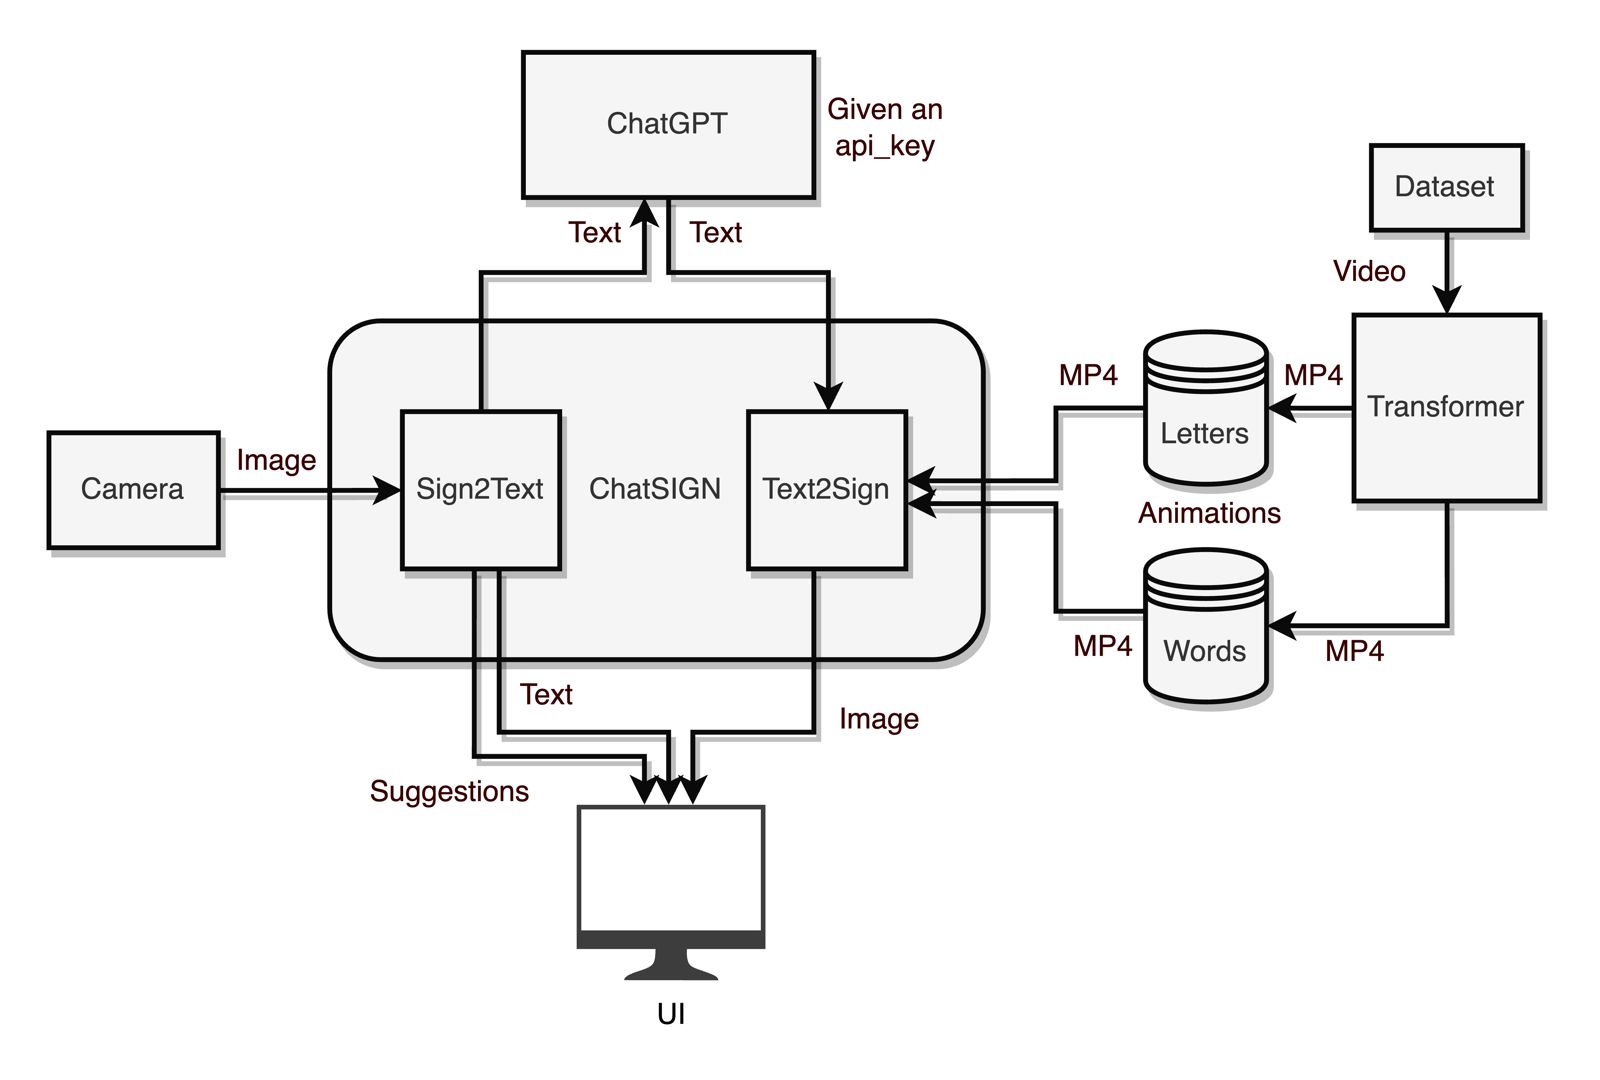 ChatGPT
Given an
api_key
Text
Text
Dataset
Video
Transformer
MP4
MP4
Letters
Animations
Camera
Image
Sign2Text
ChatSIGN
Text2Sign
Words
MP4
MP4
Text
Image
Suggestions
UI